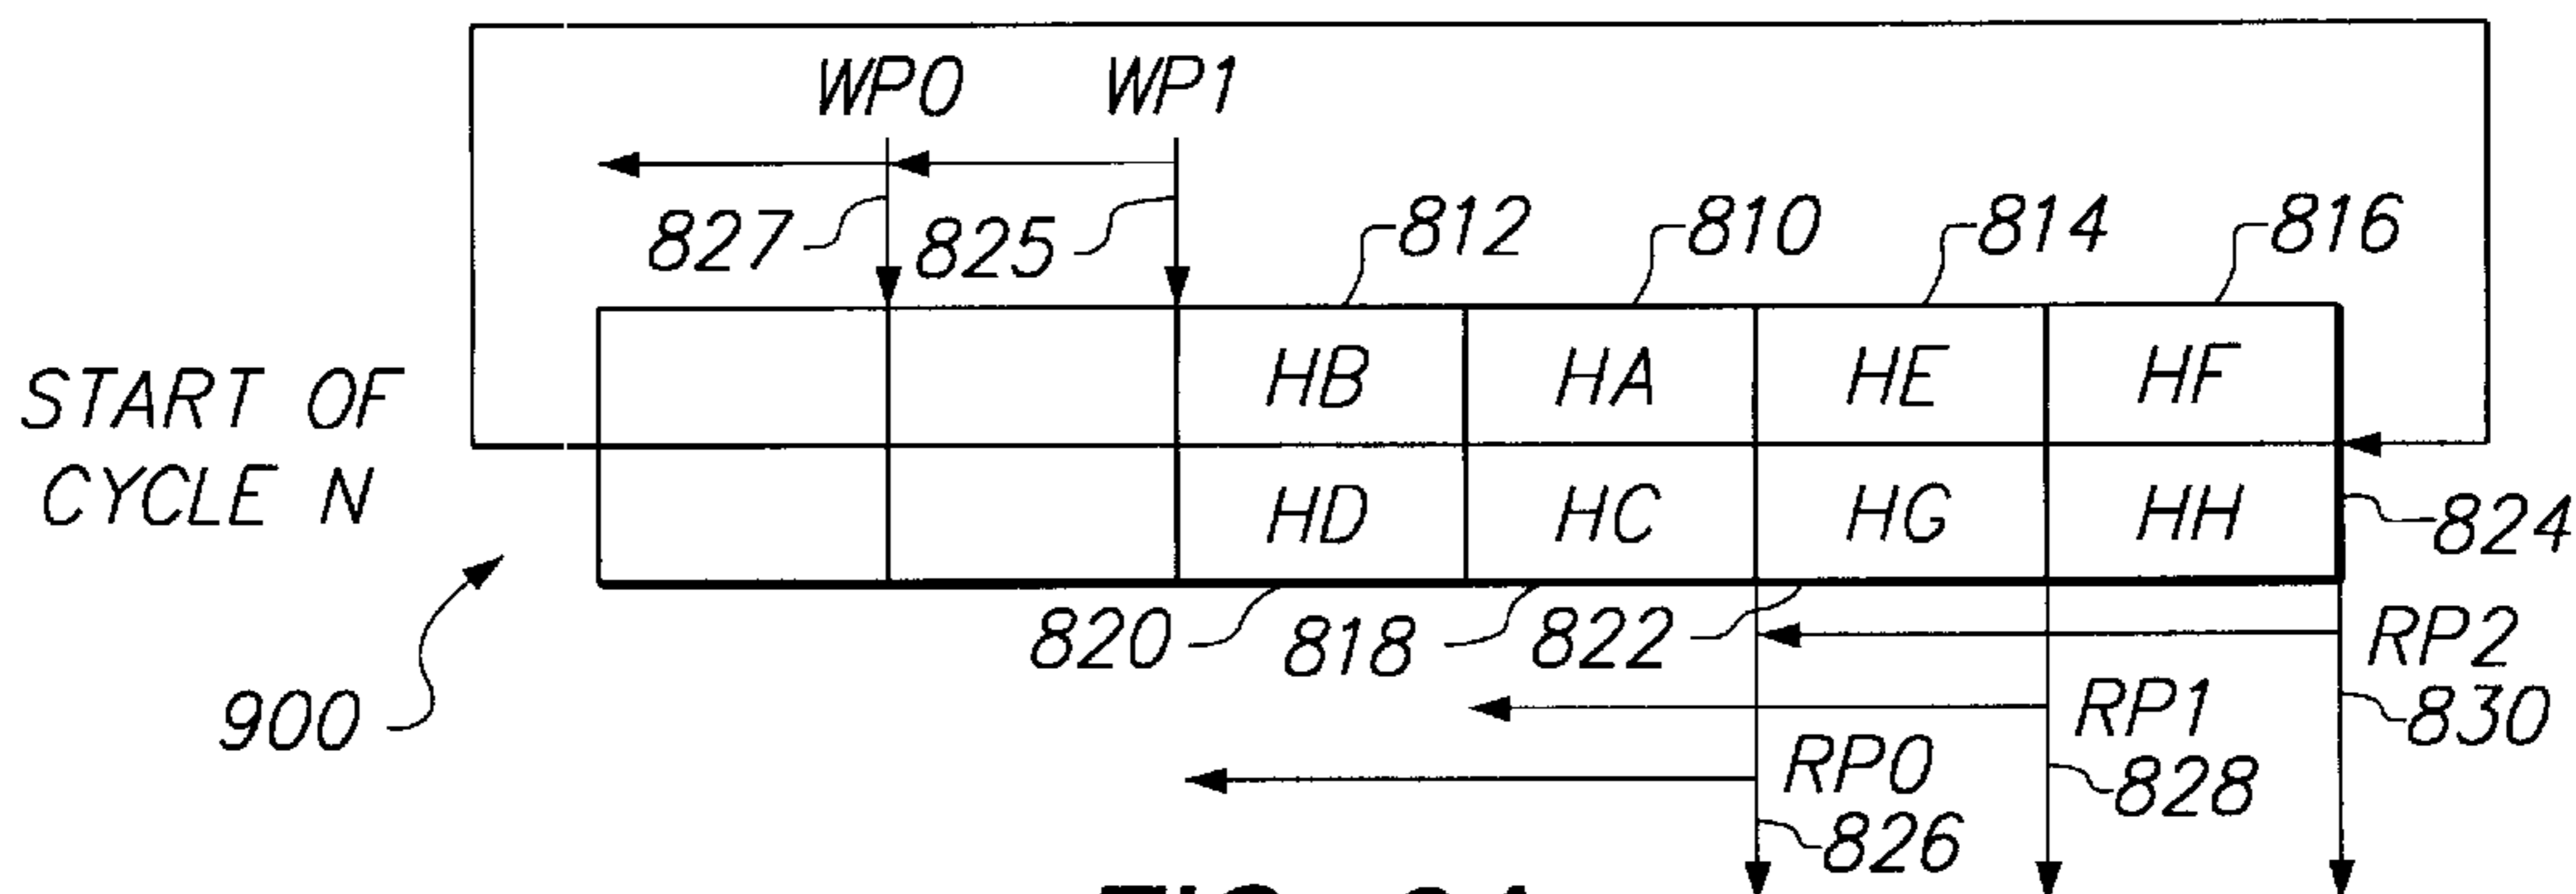 WP0 WP1
827 825 812 810 814 816
START OF
CYCLE N
HB HA HE HF
HD HC HG HH
824
820 818 822
RP2
900
RP1
830
RP0
828
826